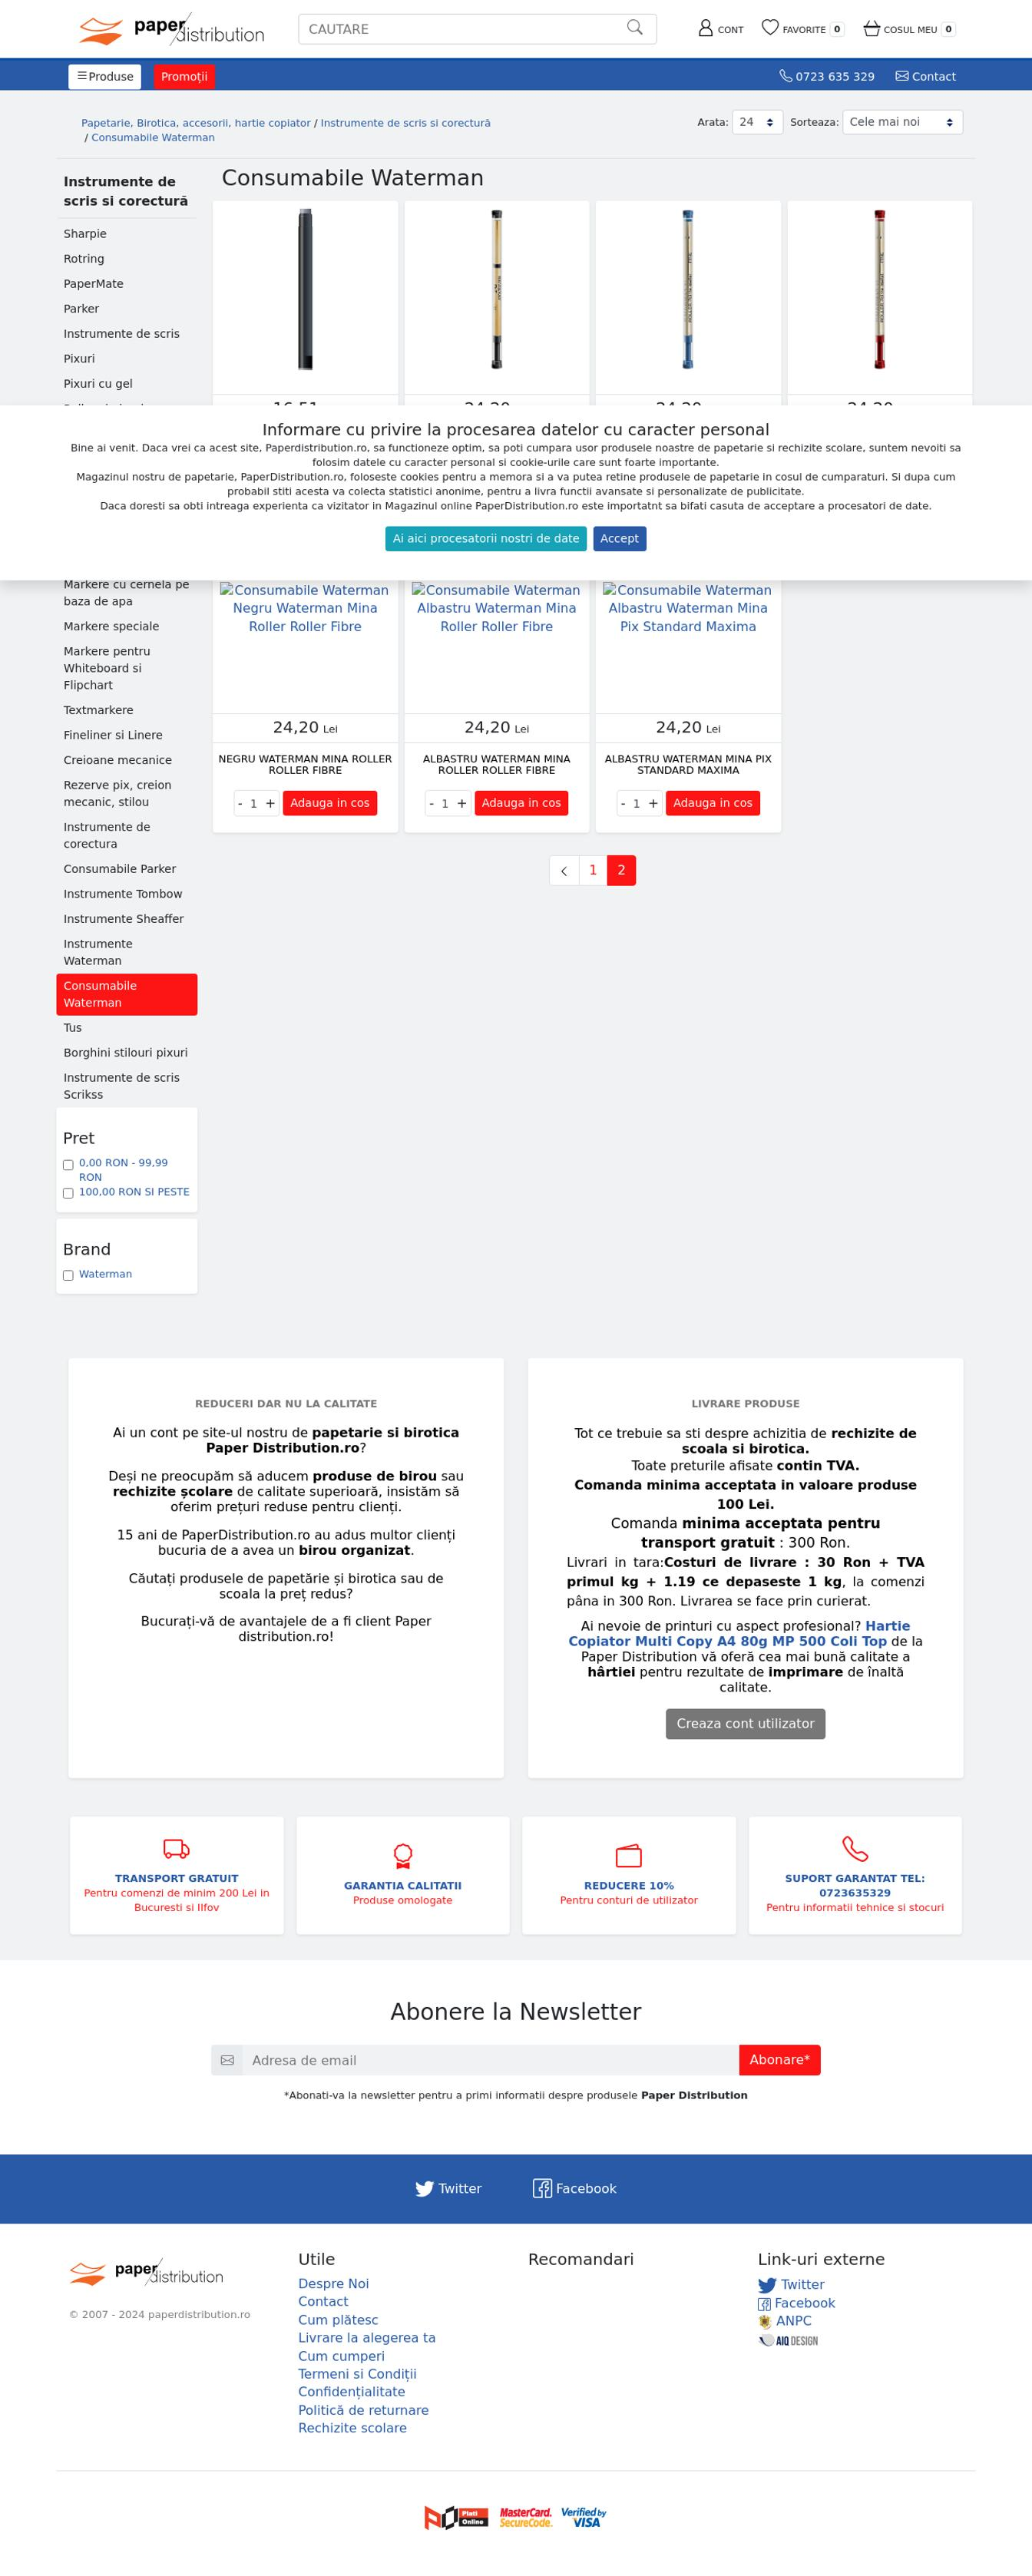 paper distribution
CAUTARE
CONT
FAVORITE 0
COSUL MEU 0
Produse
Promoții
0723 635 329
Contact
Papetarie, Birotica, accesorii, hartie copiator / Instrumente de scris si corectură
/ Consumabile Waterman
Arata: 24
Sorteaza: Cele mai noi
Instrumente de
scris si corectură
Sharpie
Rotring
PaperMate
Parker
Instrumente de scris
Pixuri
Pixuri cu gel
Consumabile Waterman
Informare cu privire la procesarea datelor cu caracter personal
Bine ai venit. Daca vrei ca acest site, Paperdistribution.ro, sa functioneze optim, sa poti cumpara usor produsele noastre de papetarie si rechizite scolare, suntem nevoiti sa
folosim datele cu caracter personal si cookie-urile care sunt foarte importante.
Magazinul nostru de papetarie, PaperDistribution.ro, foloseste cookies pentru a memora si a va putea retine produsele de papetarie in cosul de cumparaturi. Si dupa cum
probabil stiti acesta va colecta statistici anonime, pentru a livra functii avansate si personalizate de publicitate.
Daca doresti sa obti intreaga experienta ca vizitator in Magazinul online PaperDistribution.ro este importatnt sa bifati casuta de acceptare a procesatori de date.
Ai aici procesatorii nostri de date
Accept
Markere cu cernela pe
baza de apa
Markere speciale
Markere pentru
Whiteboard si
Flipchart
Textmarkere
Fineliner si Linere
Creioane mecanice
Rezerve pix, creion
mecanic, stilou
Instrumente de
corectura
Consumabile Parker
Instrumente Tombow
Instrumente Sheaffer
Instrumente
Waterman
Consumabile
Waterman
Tus
Borghini stilouri pixuri
Instrumente de scris
Scrikss
Consumabile Waterman
Negru Waterman Mina
Roller Roller Fibre
24,20 Lei
NEGRU WATERMAN MINA ROLLER
ROLLER FIBRE
- 1 + Adauga in cos
Consumabile Waterman
Albastru Waterman Mina
Roller Roller Fibre
24,20 Lei
ALBASTRU WATERMAN MINA
ROLLER ROLLER FIBRE
- 1 + Adauga in cos
Consumabile Waterman
Albastru Waterman Mina
Pix Standard Maxima
24,20 Lei
ALBASTRU WATERMAN MINA PIX
STANDARD MAXIMA
- 1 + Adauga in cos
1 2
Pret
0,00 RON - 99,99
RON
100,00 RON SI PESTE
Brand
Waterman
REDUCERI DAR NU LA CALITATE
Ai un cont pe site-ul nostru de papetarie si birotica
Paper Distribution.ro?
Deși ne preocupăm să aducem produse de birou sau
rechizite școlare de calitate superioară, insistăm să
oferim prețuri reduse pentru clienți.
15 ani de PaperDistribution.ro au adus multor clienți
bucuria de a avea un birou organizat.
Căutați produsele de papetărie și birotica sau de
scoala la preț redus?
Bucurați-vă de avantajele de a fi client Paper
distribution.ro!
LIVRARE PRODUSE
Tot ce trebuie sa sti despre achizitia de rechizite de
scoala si birotica.
Toate preturile afisate contin TVA.
Comanda minima acceptata in valoare produse
100 Lei.
Comanda minima acceptata pentru
transport gratuit : 300 Ron.
Livrari in tara:Costuri de livrare : 30 Ron + TVA
primul kg + 1.19 ce depaseste 1 kg, la comenzi
pâna in 300 Ron. Livrarea se face prin curierat.
Ai nevoie de printuri cu aspect profesional? Hartie
Copiator Multi Copy A4 80g MP 500 Coli Top de la
Paper Distribution vă oferă cea mai bună calitate a
hârtiei pentru rezultate de imprimare de înaltă
calitate.
Creaza cont utilizator
TRANSPORT GRATUIT
Pentru comenzi de minim 200 Lei in
Bucuresti si Ilfov
GARANTIA CALITATII
Produse omologate
REDUCERE 10%
Pentru conturi de utilizator
SUPORT GARANTAT TEL:
0723635329
Pentru informatii tehnice si stocuri
Abonere la Newsletter
Adresa de email
Abonare*
*Abonati-va la newsletter pentru a primi informatii despre produsele Paper Distribution
Twitter
Facebook
paper distribution
© 2007 - 2024 paperdistribution.ro
Utile
Despre Noi
Contact
Cum plătesc
Livrare la alegerea ta
Cum cumperi
Termeni si Condiții
Confidențialitate
Politică de returnare
Rechizite scolare
Recomandari
Link-uri externe
Twitter
Facebook
ANPC
AIQ DESIGN
Plati
Online
MasterCard.
SecureCode.
Verified by
VISA